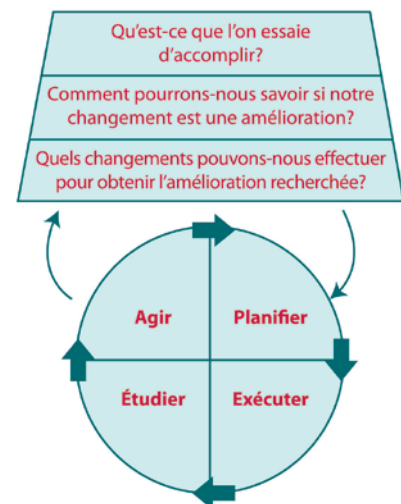 Qu'est-ce que l'on essaie
d'accomplir?
Comment pourrons-nous savoir si notre
changement est une amélioration?
Quels changements pouvons-nous effectuer
pour obtenir l'amélioration recherchée?
Agir
Planifier
Étudier
Exécuter